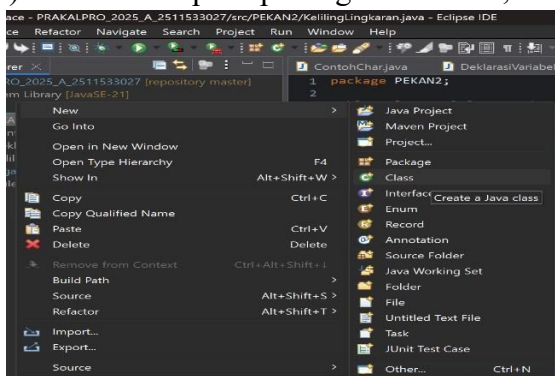 ace - PRAKALPRO_2025_A_2511533027/src/PEKAN2/KelilingLingkaran.java - Eclipse IDE
ce Refactor Navigate Search Project Run Window Help
rer
ContohChar.java
DeklarasiVariabel
RO_2025_A_2511533027 [repository master]
1 package PEKAN2;
m Library [JavaSE-21]
2
New >
Go Into
Open in New Window
Open Type Hierarchy F4
Show In Alt+Shift+W >
Copy Ctrl+C
Copy Qualified Name
Paste Ctrl+V
Delete Delete
Remove from Context Ctrl+Alt+Shift+↓
Build Path >
Source Alt+Shift+S >
Refactor Alt+Shift+T >
Import...
Export...
Source >
Java Project
Maven Project
Project...
Package
Class
Interface
Create a Java class
Enum
Record
Annotation
Source Folder
Java Working Set
Folder
File
Untitled Text File
Task
JUnit Test Case
Other... Ctrl+N